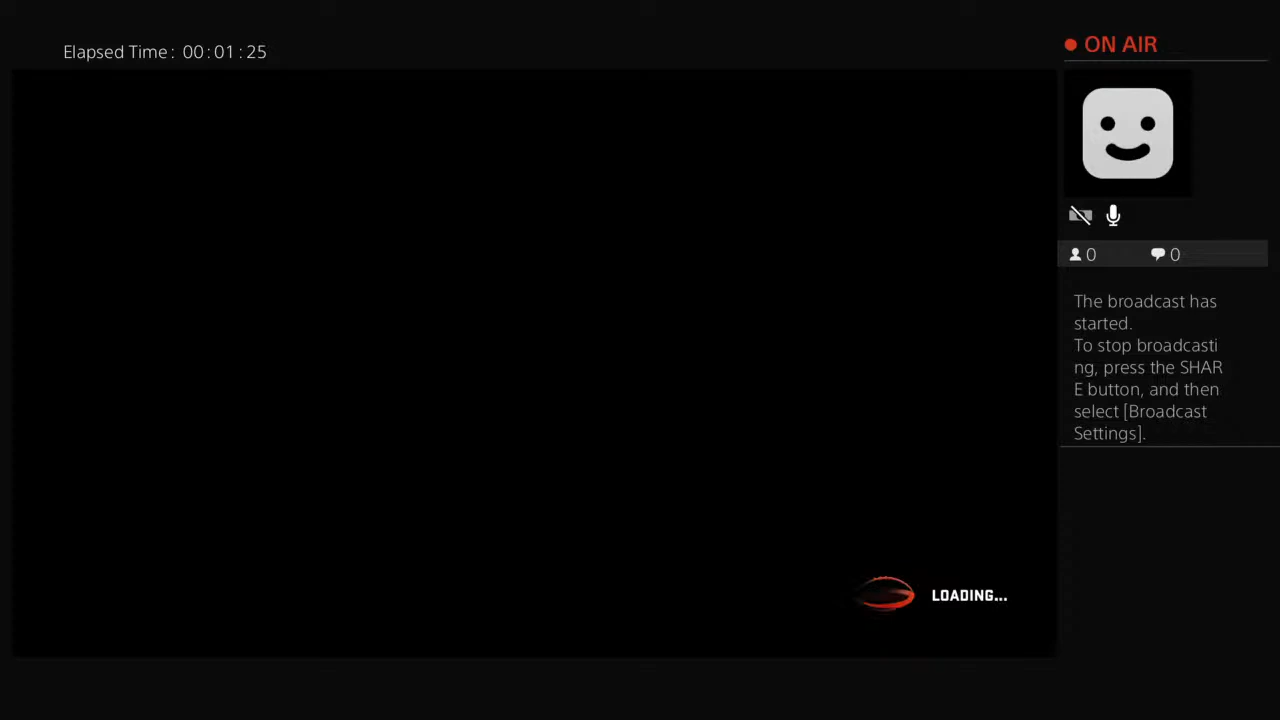 Elapsed Time: 00:01:25
ON AIR
0 0
The broadcast has
started.
To stop broadcasti
ng, press the SHAR
E button, and then
select [Broadcast
Settings].
LOADING...